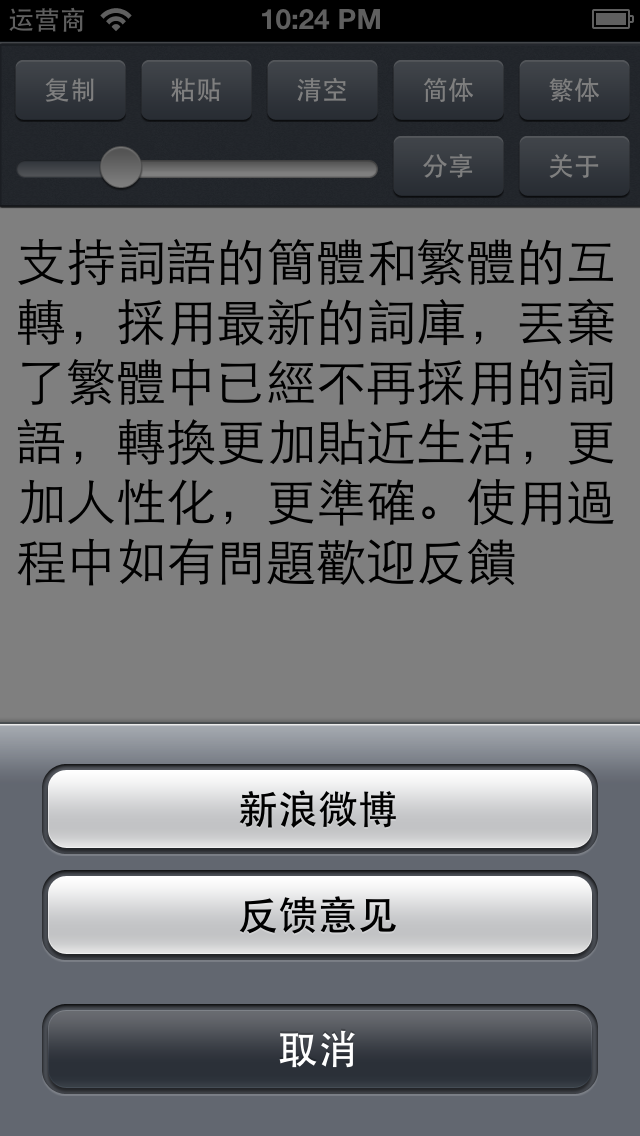 运营商 10:24 PM
复制 粘贴 清空 简体 繁体
分享 关于
支持詞語的簡體和繁體的互
轉，採用最新的詞庫，丟棄
了繁體中已經不再採用的詞
語，轉換更加貼近生活，更
加人性化，更準確。使用過
程中如有問題歡迎反饋
新浪微博
反馈意见
取消